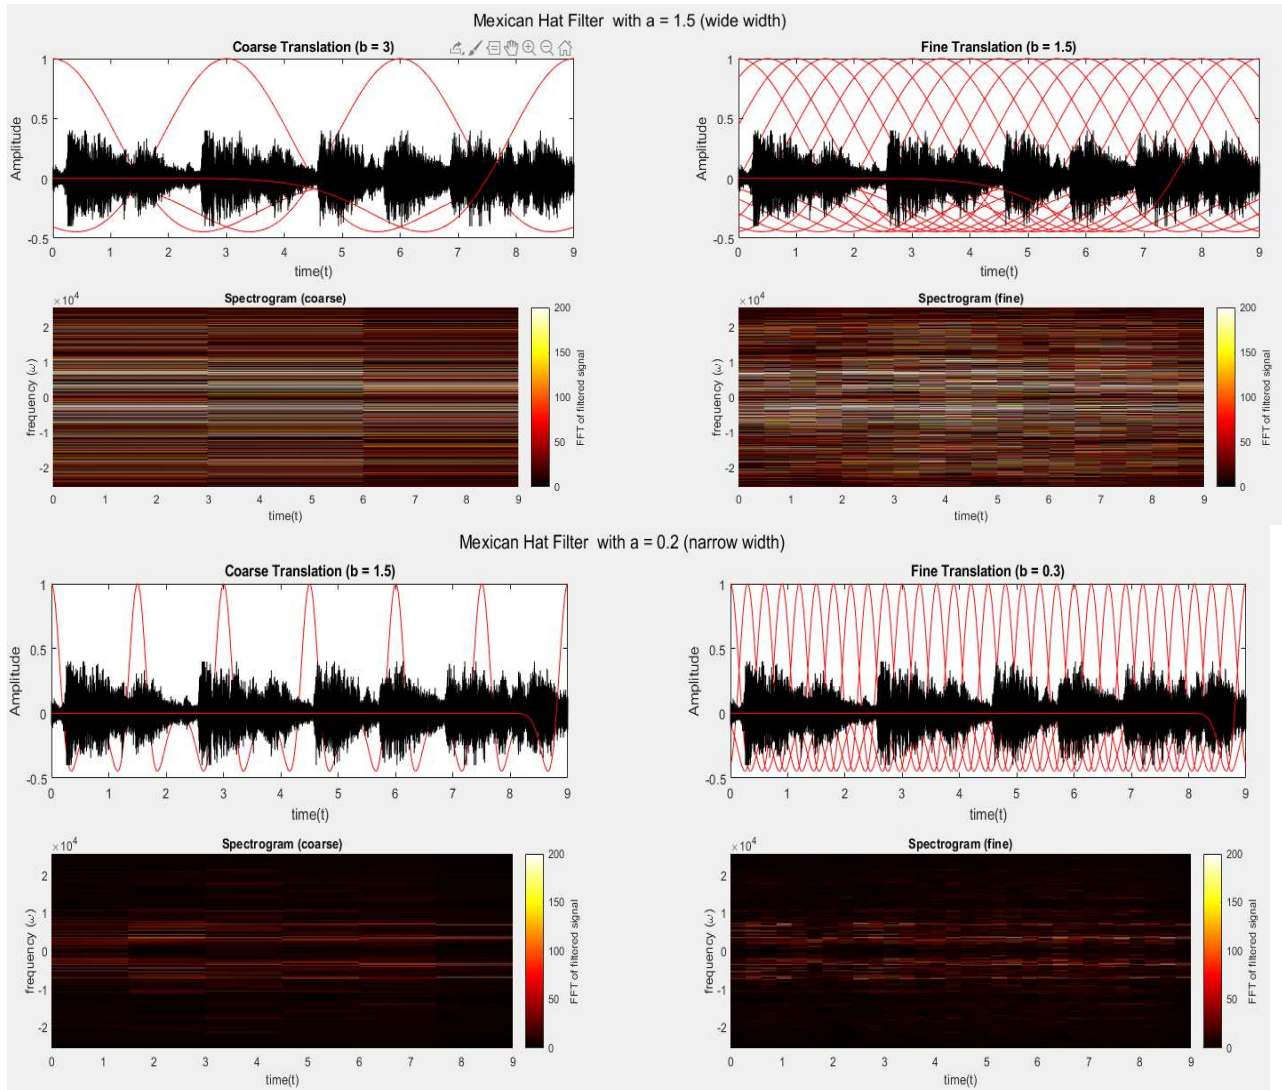 Mexican Hat Filter with a = 1.5 (wide width)
Coarse Translation (b = 3)
1
0.5
0
-0.5
Amplitude
0 1 2 3 4 5 6 7 8 9
time(t)
Fine Translation (b = 1.5)
1
0.5
0
-0.5
Amplitude
0 1 2 3 4 5 6 7 8 9
time(t)
Spectrogram (coarse)
×10^4
2
1
0
-1
-2
frequency (ω)
0 1 2 3 4 5 6 7 8 9
time(t)
200
150
100
50
0
FFT of filtered signal
Spectrogram (fine)
×10^4
2
1
0
-1
-2
frequency (ω)
0 1 2 3 4 5 6 7 8 9
time(t)
200
150
100
50
0
FFT of filtered signal
Mexican Hat Filter with a = 0.2 (narrow width)
Coarse Translation (b = 1.5)
1
0.5
0
-0.5
Amplitude
0 1 2 3 4 5 6 7 8 9
time(t)
Fine Translation (b = 0.3)
1
0.5
0
-0.5
Amplitude
0 1 2 3 4 5 6 7 8 9
time(t)
Spectrogram (coarse)
×10^4
2
1
0
-1
-2
frequency (ω)
0 1 2 3 4 5 6 7 8 9
time(t)
200
150
100
50
0
FFT of filtered signal
Spectrogram (fine)
×10^4
2
1
0
-1
-2
frequency (ω)
0 1 2 3 4 5 6 7 8 9
time(t)
200
150
100
50
0
FFT of filtered signal